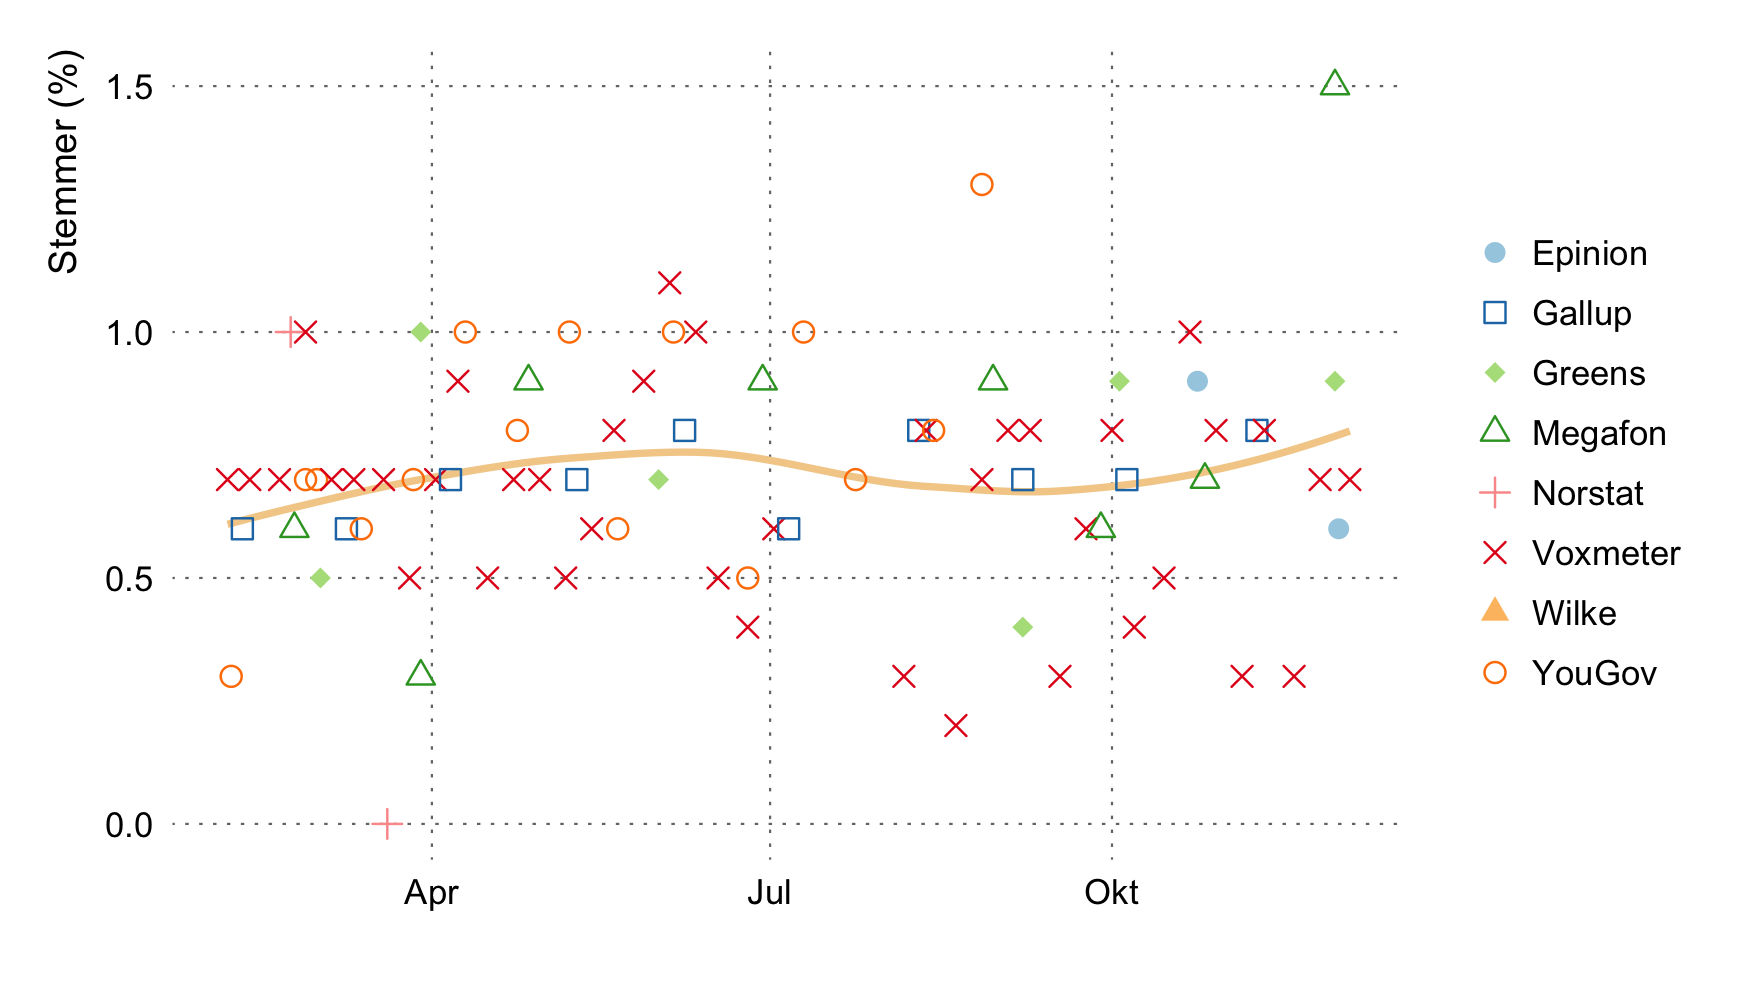 Stemmer (%)
1.5
1.0
0.5
0.0
Apr
Jul
Okt
Epinion
Gallup
Greens
Megafon
Norstat
Voxmeter
Wilke
YouGov